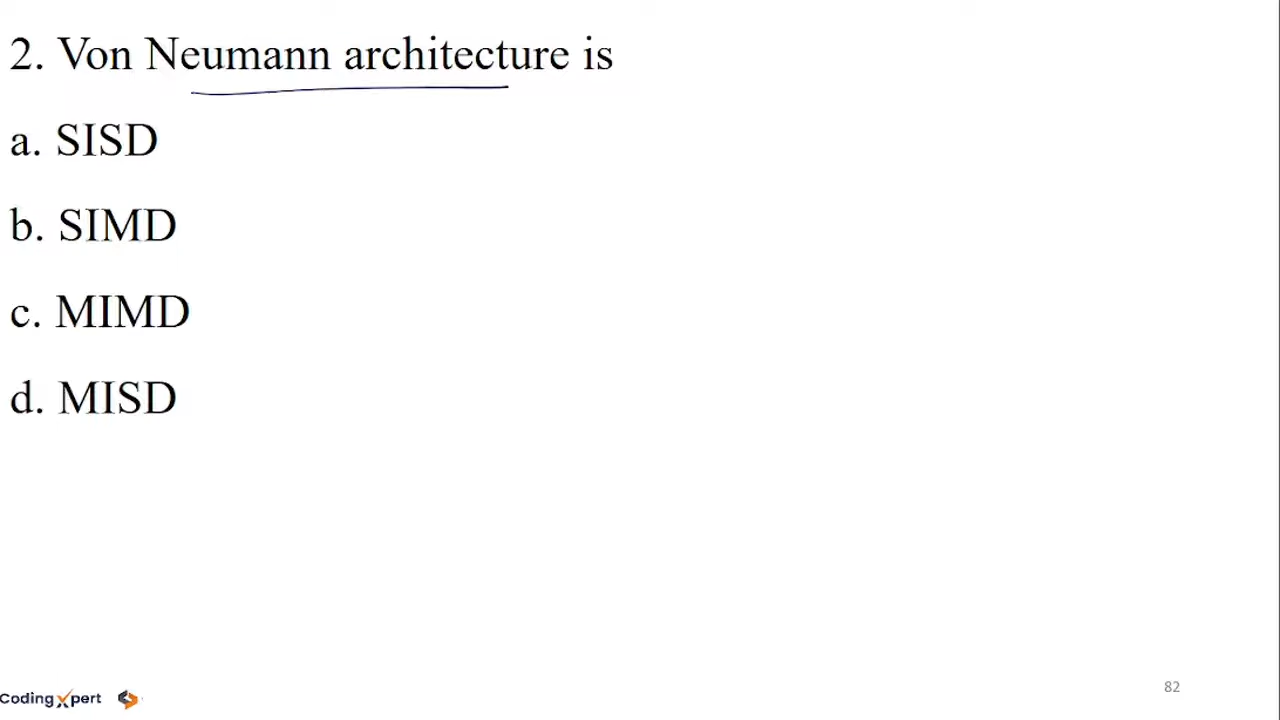 2. Von Neumann architecture is
a. SISD
b. SIMD
c. MIMD
d. MISD
Coding Xpert
82